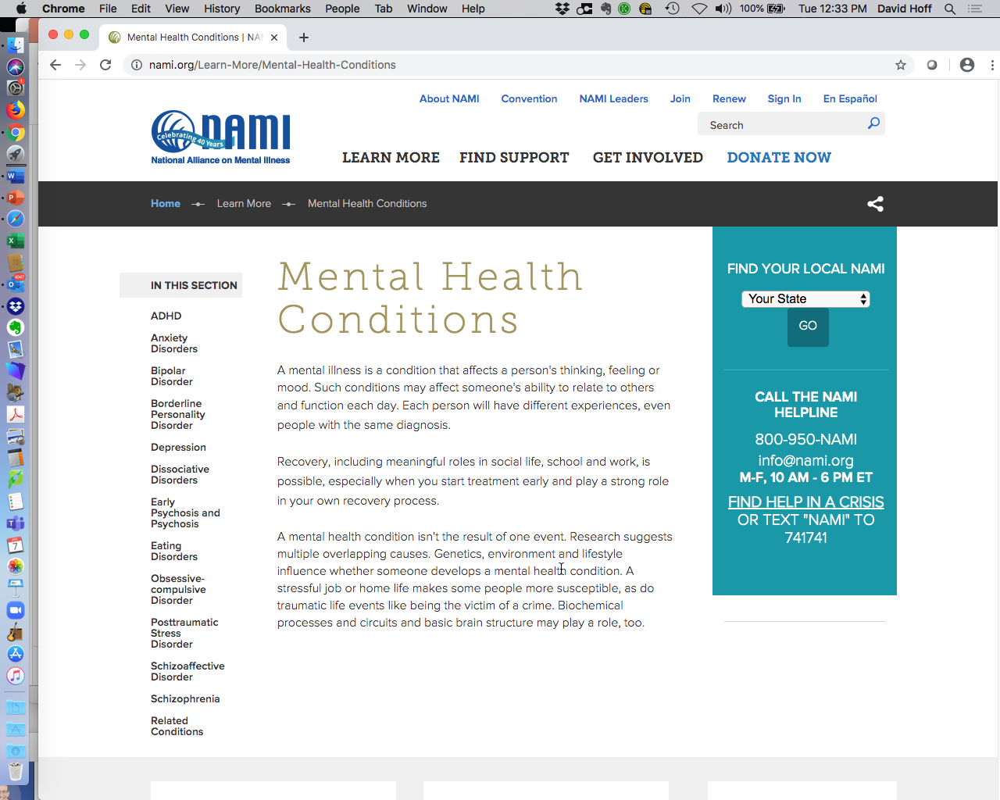 Chrome File Edit View History Bookmarks People Tab Window Help 100% Tue 12:33 PM David Hoff
Mental Health Conditions | NA
nami.org/Learn-More/Mental-Health-Conditions
About NAMI Convention NAMI Leaders Join Renew Sign In En Español
Search
Celebrating 40 Years
NAMI
National Alliance on Mental Illness
LEARN MORE FIND SUPPORT GET INVOLVED DONATE NOW
Home Learn More Mental Health Conditions
IN THIS SECTION
ADHD
Anxiety
Disorders
Bipolar
Disorder
Borderline
Personality
Disorder
Depression
Dissociative
Disorders
Early
Psychosis and
Psychosis
Eating
Disorders
Obsessive-
compulsive
Disorder
Posttraumatic
Stress
Disorder
Schizoaffective
Disorder
Schizophrenia
Related
Conditions
Mental Health
Conditions
A mental illness is a condition that affects a person's thinking, feeling or
mood. Such conditions may affect someone's ability to relate to others
and function each day. Each person will have different experiences, even
people with the same diagnosis.
Recovery, including meaningful roles in social life, school and work, is
possible, especially when you start treatment early and play a strong role
in your own recovery process.
A mental health condition isn't the result of one event. Research suggests
multiple overlapping causes. Genetics, environment and lifestyle
influence whether someone develops a mental health condition. A
stressful job or home life makes some people more susceptible, as do
traumatic life events like being the victim of a crime. Biochemical
processes and circuits and basic brain structure may play a role, too.
FIND YOUR LOCAL NAMI
Your State
GO
CALL THE NAMI
HELPLINE
800-950-NAMI
info@nami.org
M-F, 10 AM - 6 PM ET
FIND HELP IN A CRISIS
OR TEXT "NAMI" TO
741741